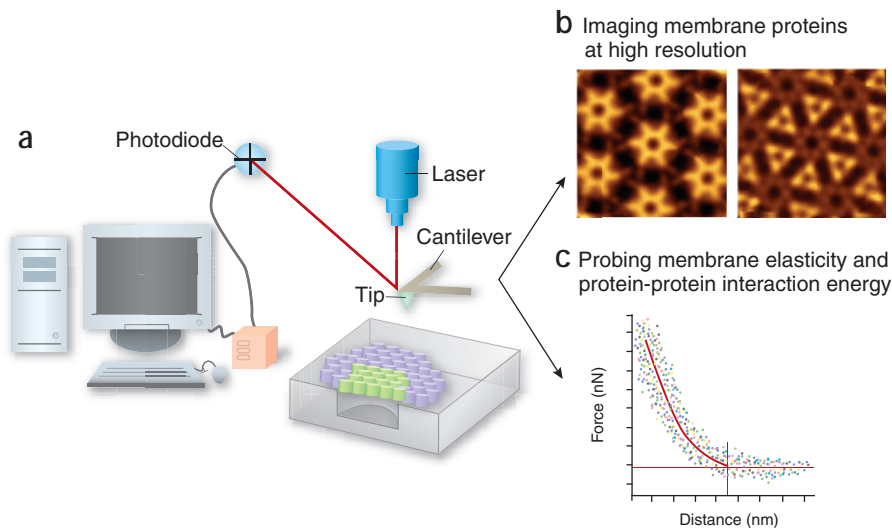 a
Photodiode
Laser
Cantilever
Tip
b Imaging membrane proteins
at high resolution
c Probing membrane elasticity and
protein-protein interaction energy
Force (nN)
Distance (nm)